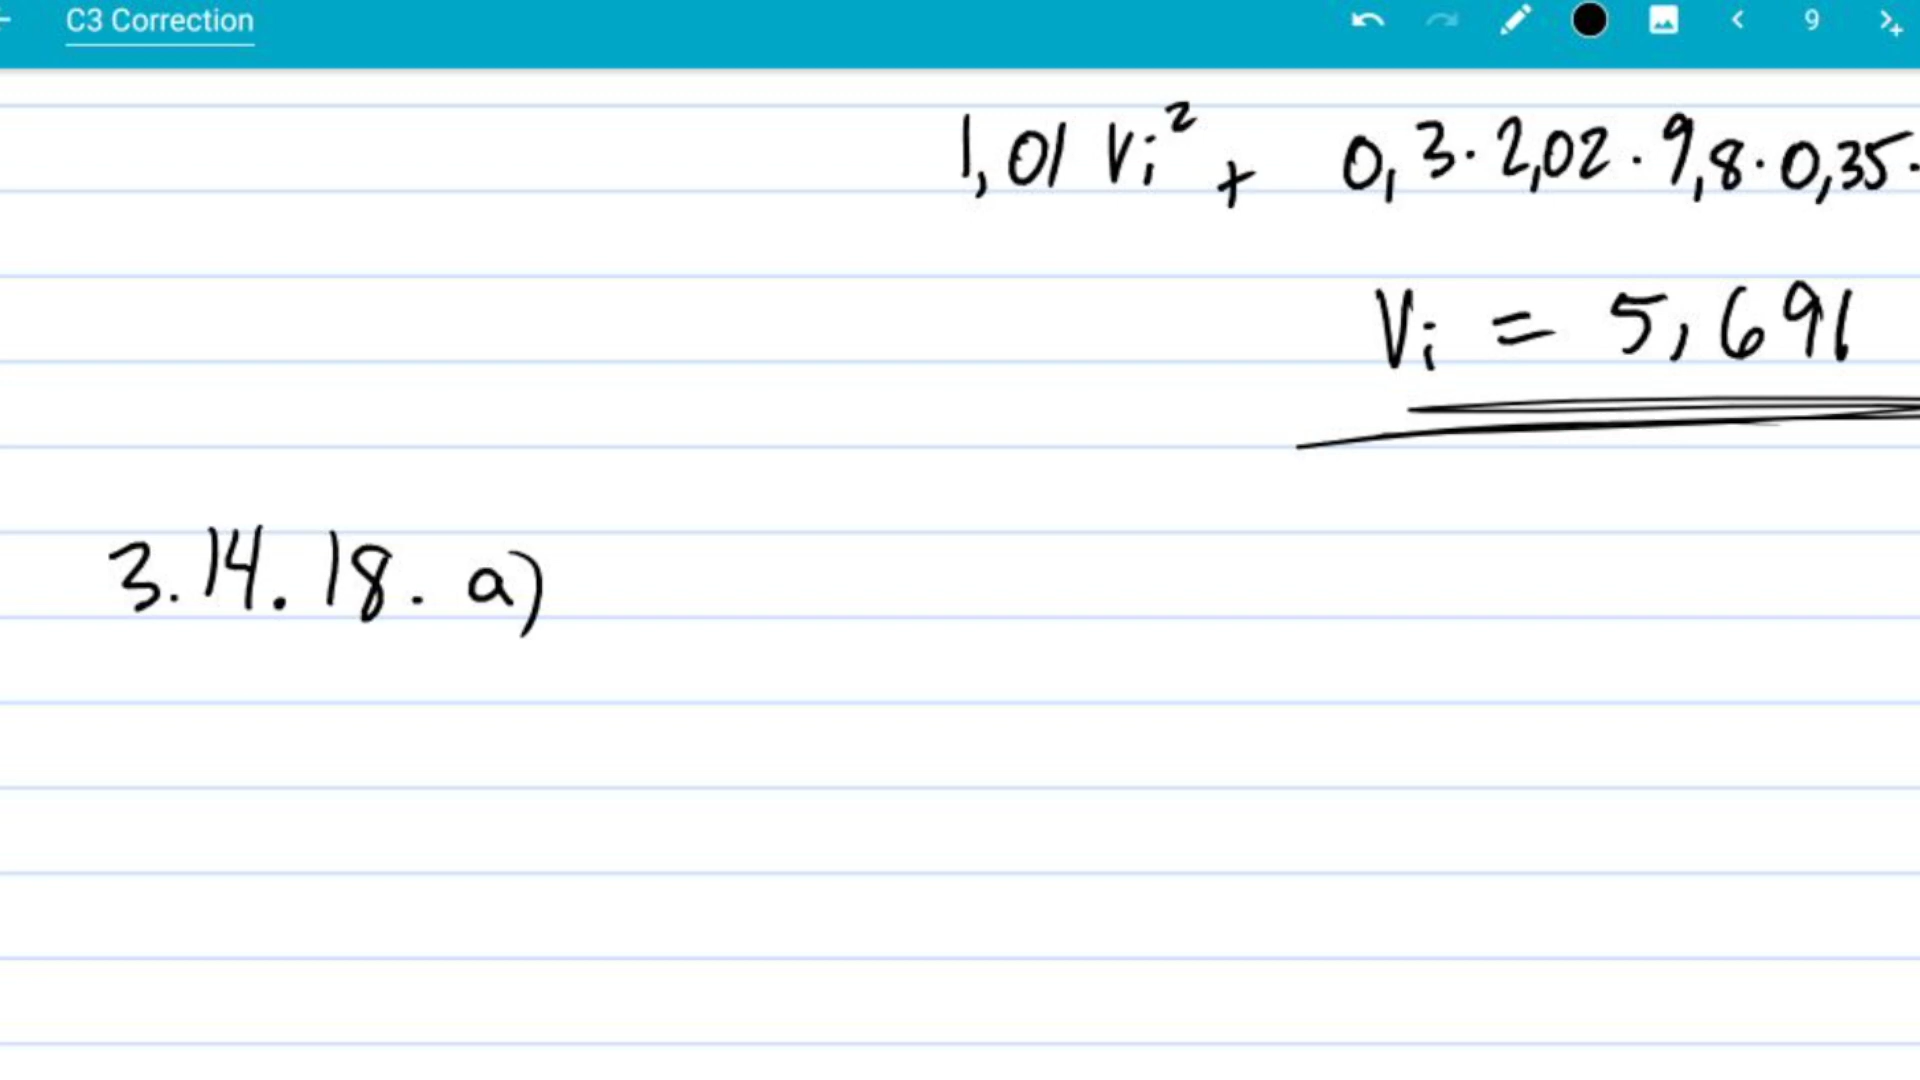 C3 Correction
9
1,01 Vi² + 0,3·2,02·9,8·0,35·
Vi = 5,691
3.14.18. a)